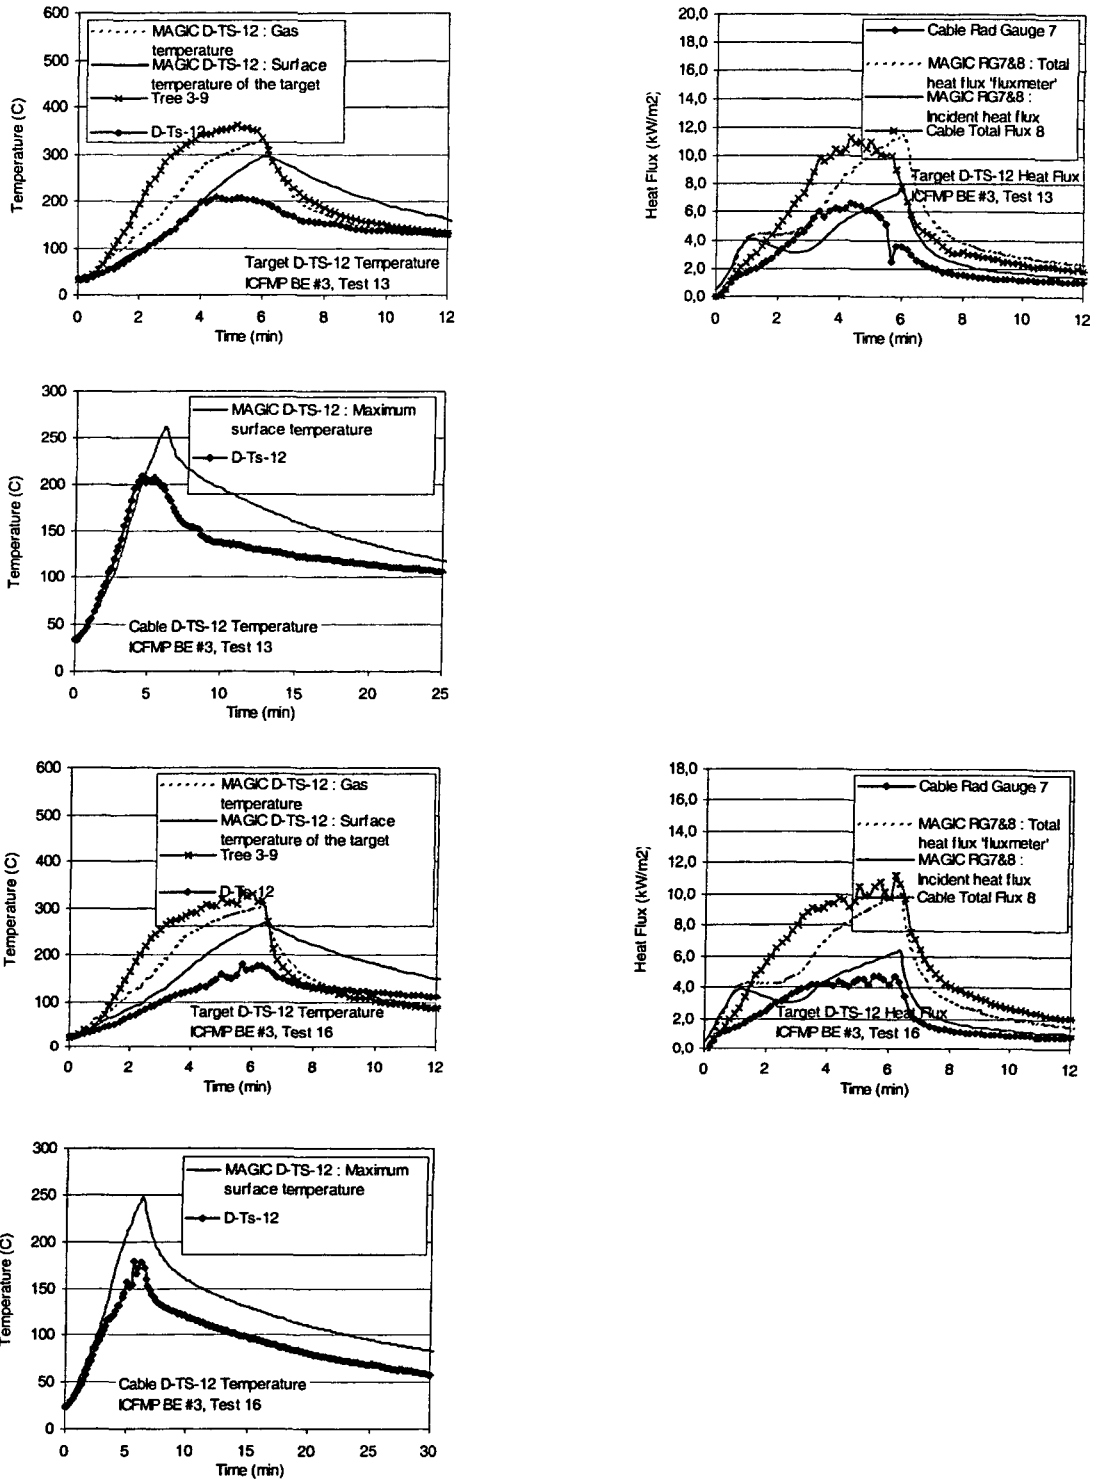 600
500
400
300
200
100
0
Temperature (C)
MAGIC D-TS-12 : Gas
temperature
MAGIC D-TS-12 : Surface
temperature of the target
Tree 3-9
D-Ts-12
Target D-TS-12 Temperature
ICFMP BE #3, Test 13
0 2 4 6 8 10 12
Time (min)
20,0
18,0
16,0
14,0
12,0
10,0
8,0
6,0
4,0
2,0
0,0
Heat Flux (kW/m2)
Cable Rad Gauge 7
MAGIC RG7&8 : Total
heat flux 'fluxmeter'
MAGIC RG7&8 :
Incident heat flux
Cable Total Flux 8
Target D-TS-12 Heat Flux
ICFMP BE #3, Test 13
0 2 4 6 8 10 12
Time (min)
300
250
200
150
100
50
0
Temperature (C)
MAGIC D-TS-12 : Maximum
surface temperature
D-Ts-12
Cable D-TS-12 Temperature
ICFMP BE #3, Test 13
0 5 10 15 20 25
Time (min)
600
500
400
300
200
100
0
Temperature (C)
MAGIC D-TS-12 : Gas
temperature
MAGIC D-TS-12 : Surface
temperature of the target
Tree 3-9
D-Ts-12
Target D-TS-12 Temperature
ICFMP BE #3, Test 16
0 2 4 6 8 10 12
Time (min)
18,0
16,0
14,0
12,0
10,0
8,0
6,0
4,0
2,0
0,0
Heat Flux (kW/m2)
Cable Rad Gauge 7
MAGIC RG7&8 : Total
heat flux 'fluxmeter'
MAGIC RG7&8 :
Incident heat flux
Cable Total Flux 8
Target D-TS-12 Heat Flux
ICFMP BE #3, Test 16
0 2 4 6 8 10 12
Time (min)
300
250
200
150
100
50
0
Temperature (C)
MAGIC D-TS-12 : Maximum
surface temperature
D-Ts-12
Cable D-TS-12 Temperature
ICFMP BE #3, Test 16
0 5 10 15 20 25 30
Time (min)